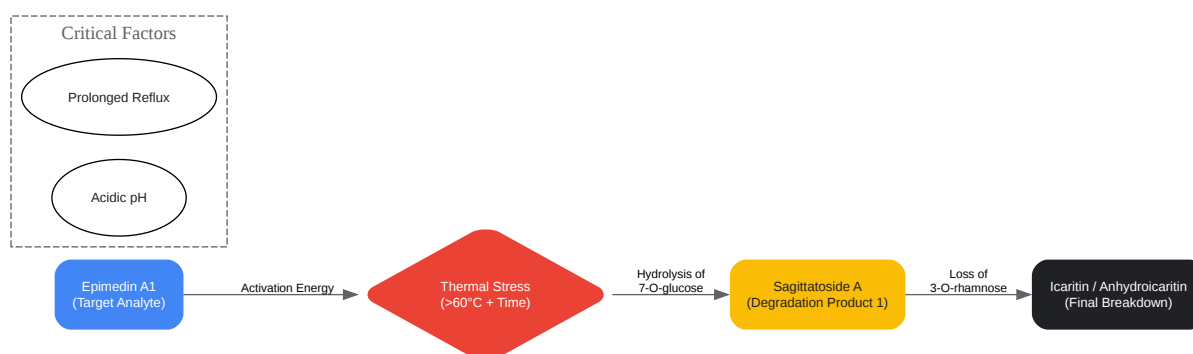 Critical Factors
Prolonged Reflux
Acidic pH
Epimedin A1
(Target Analyte)
Activation Energy
Thermal Stress
(>60°C + Time)
Hydrolysis of
7-O-glucose
Sagittatoside A
(Degradation Product 1)
Loss of
3-O-rhamnose
Icaritin / Anhydroicaritin
(Final Breakdown)